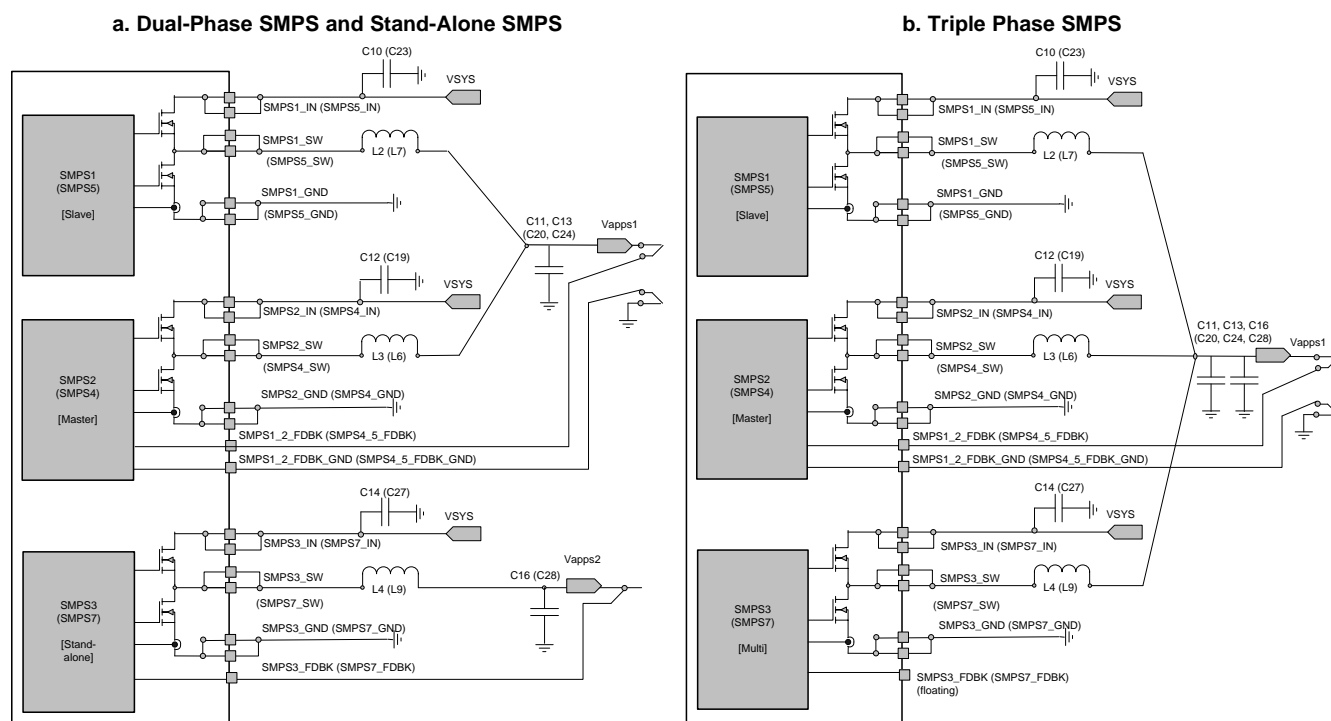 a. Dual-Phase SMPS and Stand-Alone SMPS
C10 (C23)
VSYS
SMPS1_IN (SMPS5_IN)
SMPS1_SW
(SMPS5_SW)
L2 (L7)
SMPS1
(SMPS5)
[Slave]
SMPS1_GND
(SMPS5_GND)
C11, C13
(C20, C24)
Vapps1
C12 (C19)
VSYS
SMPS2_IN (SMPS4_IN)
SMPS2_SW
(SMPS4_SW)
L3 (L6)
SMPS2
(SMPS4)
[Master]
SMPS2_GND (SMPS4_GND)
SMPS1_2_FDBK (SMPS4_5_FDBK)
SMPS1_2_FDBK_GND (SMPS4_5_FDBK_GND)
C14 (C27)
VSYS
SMPS3_IN (SMPS7_IN)
SMPS3_SW
(SMPS7_SW)
L4 (L9)
C16 (C28)
Vapps2
SMPS3
(SMPS7)
[Stand-
alone]
SMPS3_GND (SMPS7_GND)
SMPS3_FDBK (SMPS7_FDBK)
b. Triple Phase SMPS
C10 (C23)
VSYS
SMPS1_IN (SMPS5_IN)
SMPS1_SW
(SMPS5_SW)
L2 (L7)
SMPS1
(SMPS5)
[Slave]
SMPS1_GND
(SMPS5_GND)
C12 (C19)
VSYS
SMPS2_IN (SMPS4_IN)
SMPS2_SW
(SMPS4_SW)
L3 (L6)
C11, C13, C16
(C20, C24, C28)
Vapps1
SMPS2
(SMPS4)
[Master]
SMPS2_GND (SMPS4_GND)
SMPS1_2_FDBK (SMPS4_5_FDBK)
SMPS1_2_FDBK_GND (SMPS4_5_FDBK_GND)
C14 (C27)
VSYS
SMPS3_IN (SMPS7_IN)
SMPS3_SW
(SMPS7_SW)
L4 (L9)
SMPS3
(SMPS7)
[Multi]
SMPS3_GND (SMPS7_GND)
SMPS3_FDBK (SMPS7_FDBK)
(floating)